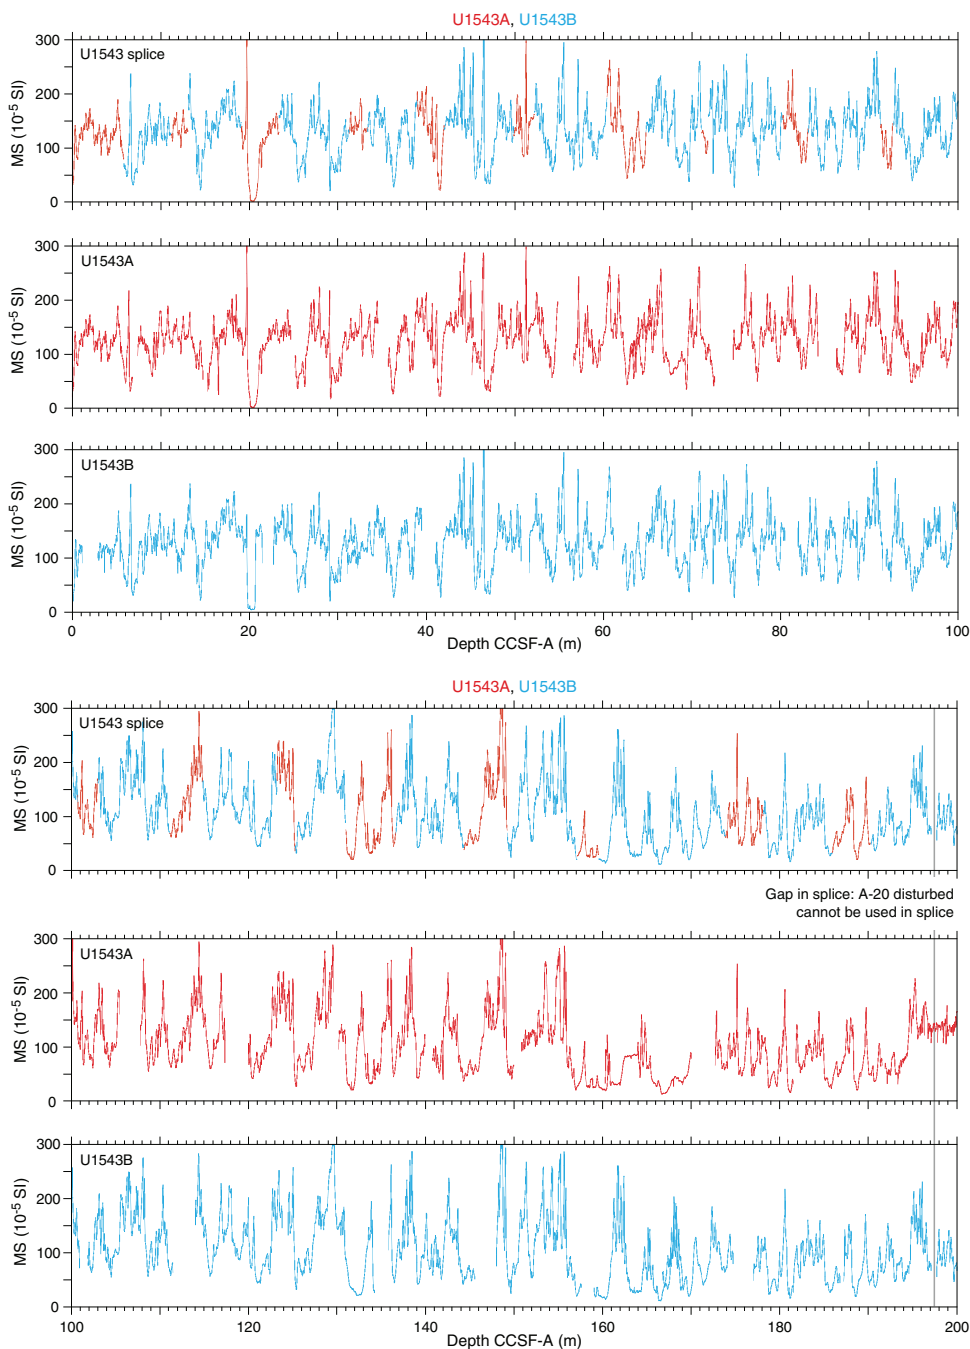 U1543A, U1543B
300
200
100
0
MS (10⁻⁵ SI)
U1543 splice
300
200
100
0
MS (10⁻⁵ SI)
U1543A
300
200
100
0
MS (10⁻⁵ SI)
U1543B
0 20 40 60 80 100
Depth CCSF-A (m)
U1543A, U1543B
300
200
100
0
MS (10⁻⁵ SI)
U1543 splice
Gap in splice: A-20 disturbed
cannot be used in splice
300
200
100
0
MS (10⁻⁵ SI)
U1543A
300
200
100
0
MS (10⁻⁵ SI)
U1543B
100 120 140 160 180 200
Depth CCSF-A (m)